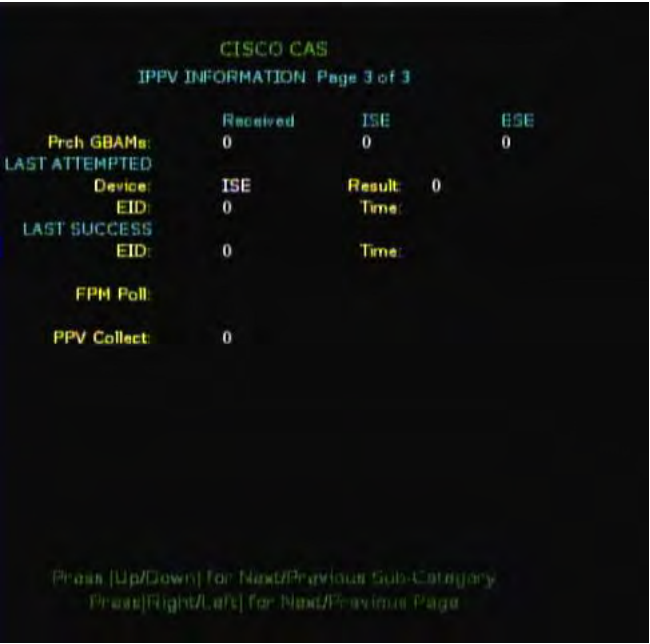 CISCO CAS
IPPV INFORMATION Page 3 of 3
Received ISE ESE
Prch GBAMs: 0 0 0
LAST ATTEMPTED
Device: ISE Result: 0
EID: 0 Time:
LAST SUCCESS
EID: 0 Time:
FPM Poll:
PPV Collect: 0
Press [Up/Down] for Next/Previous Sub-Category
Press[Right/Left] for Next/Previous Page